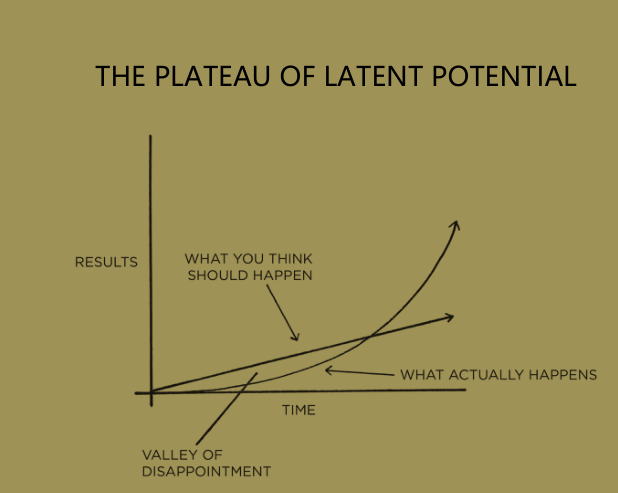 THE PLATEAU OF LATENT POTENTIAL
RESULTS
WHAT YOU THINK
SHOULD HAPPEN
WHAT ACTUALLY HAPPENS
TIME
VALLEY OF
DISAPPOINTMENT